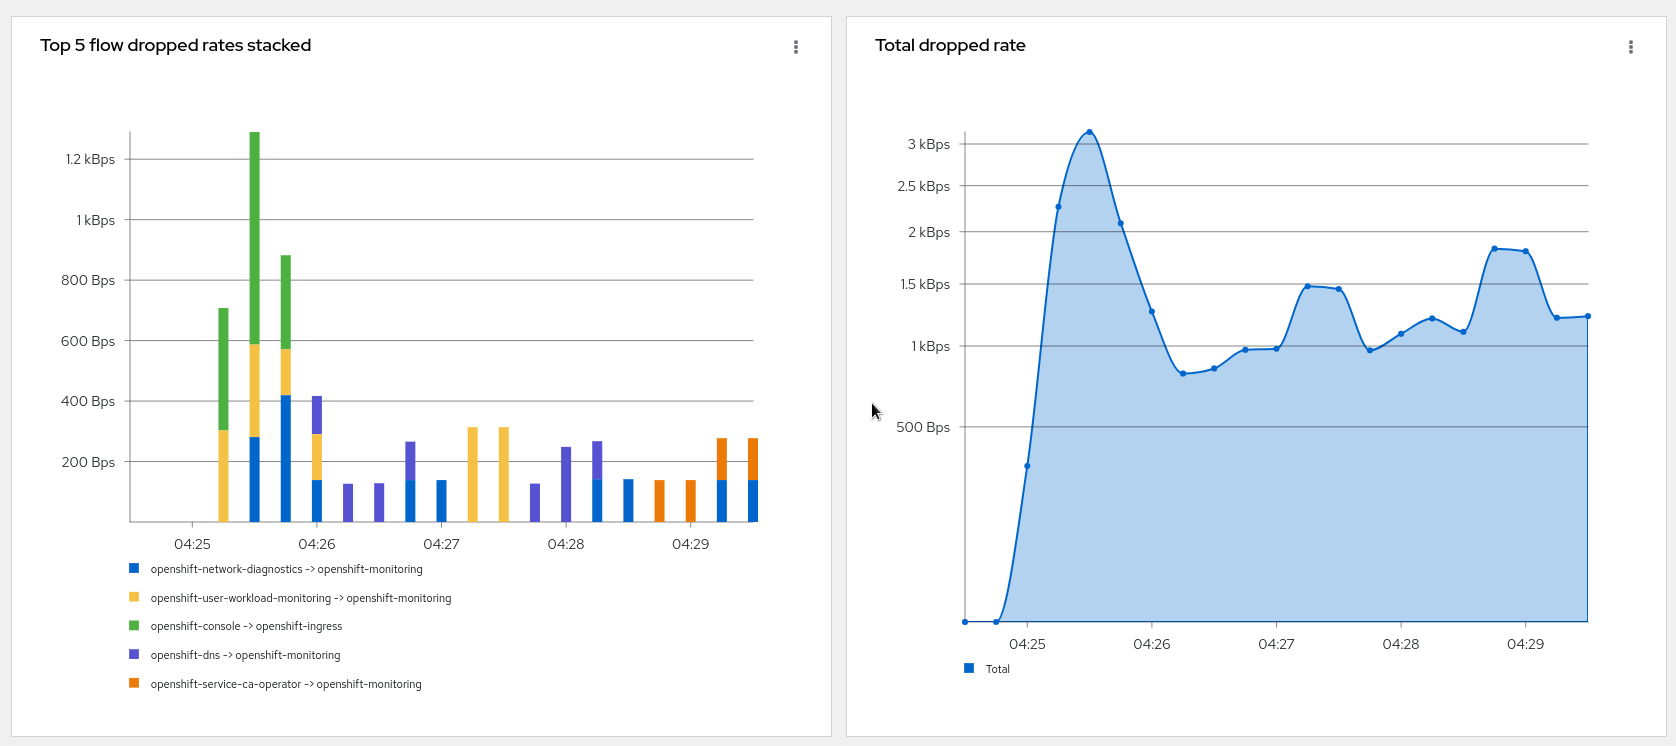 Top 5 flow dropped rates stacked
1.2 kBps
1 kBps
800 Bps
600 Bps
400 Bps
200 Bps
04:25 04:26 04:27 04:28 04:29
openshift-network-diagnostics -> openshift-monitoring
openshift-user-workload-monitoring -> openshift-monitoring
openshift-console -> openshift-ingress
openshift-dns -> openshift-monitoring
openshift-service-ca-operator -> openshift-monitoring
Total dropped rate
3 kBps
2.5 kBps
2 kBps
1.5 kBps
1 kBps
500 Bps
04:25 04:26 04:27 04:28 04:29
Total